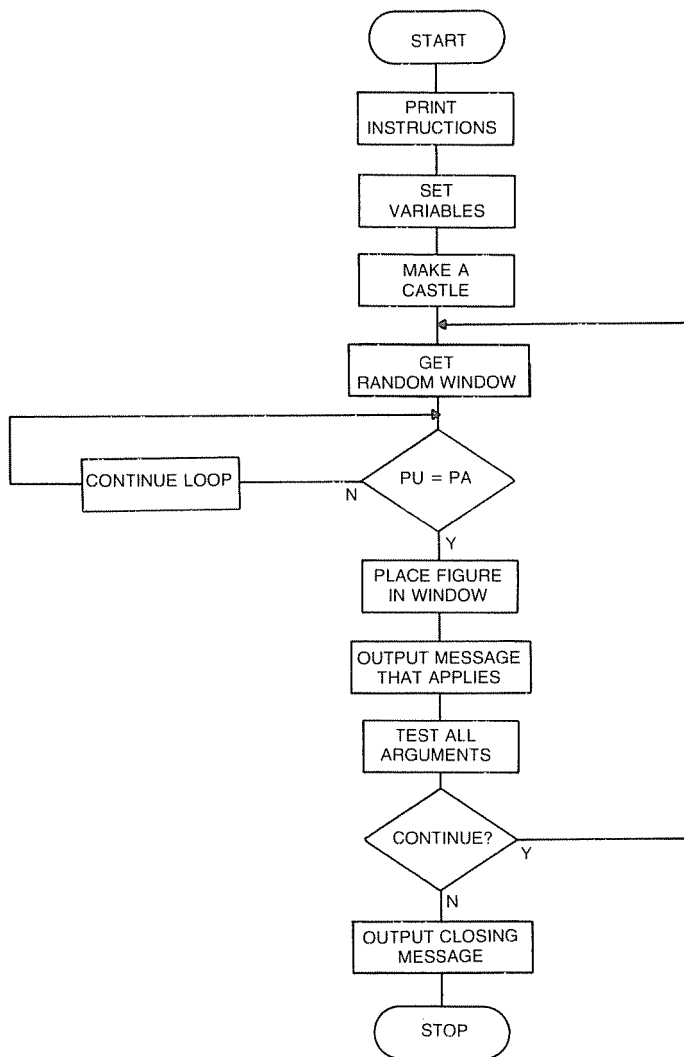 START
PRINT
INSTRUCTIONS
SET
VARIABLES
MAKE A
CASTLE
GET
RANDOM WINDOW
CONTINUE LOOP
N
PU = PA
Y
PLACE FIGURE
IN WINDOW
OUTPUT MESSAGE
THAT APPLIES
TEST ALL
ARGUMENTS
CONTINUE?
Y
N
OUTPUT CLOSING
MESSAGE
STOP